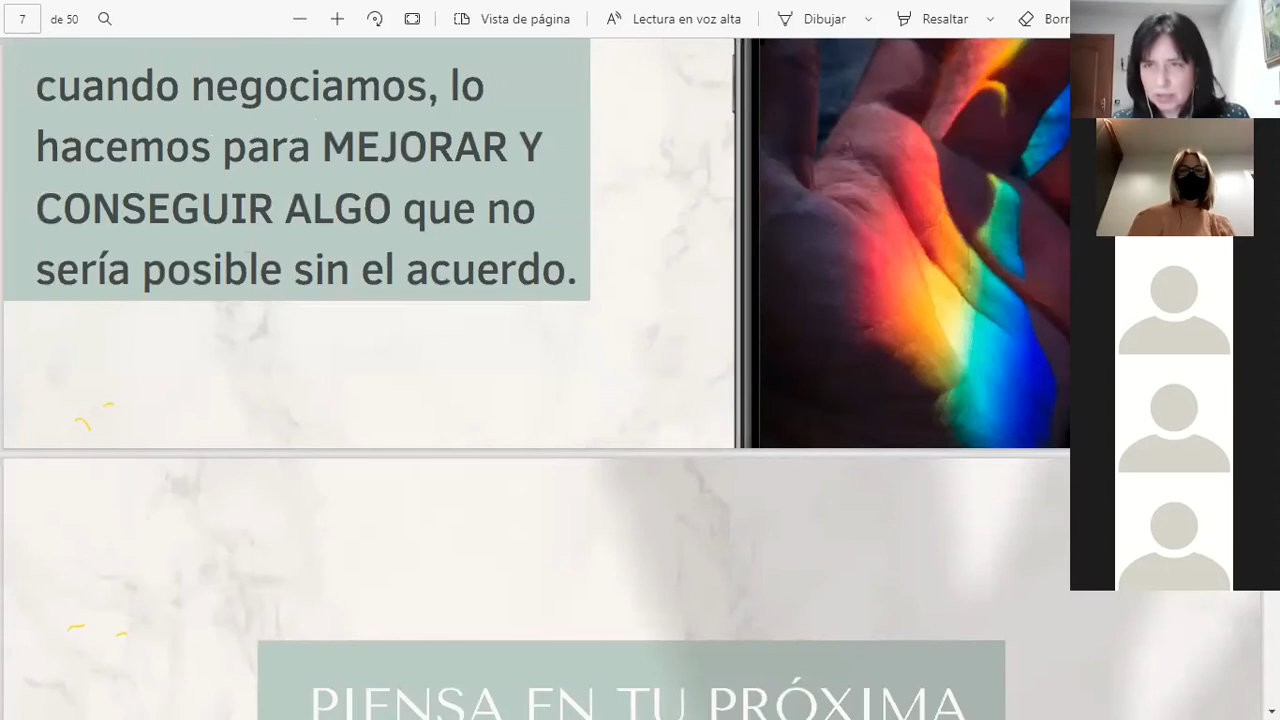 7 de 50
Vista de página
Lectura en voz alta
Dibujar
Resaltar
cuando negociamos, lo
hacemos para MEJORAR Y
CONSEGUIR ALGO que no
sería posible sin el acuerdo.
PIENSA EN TU PRÓXIMA